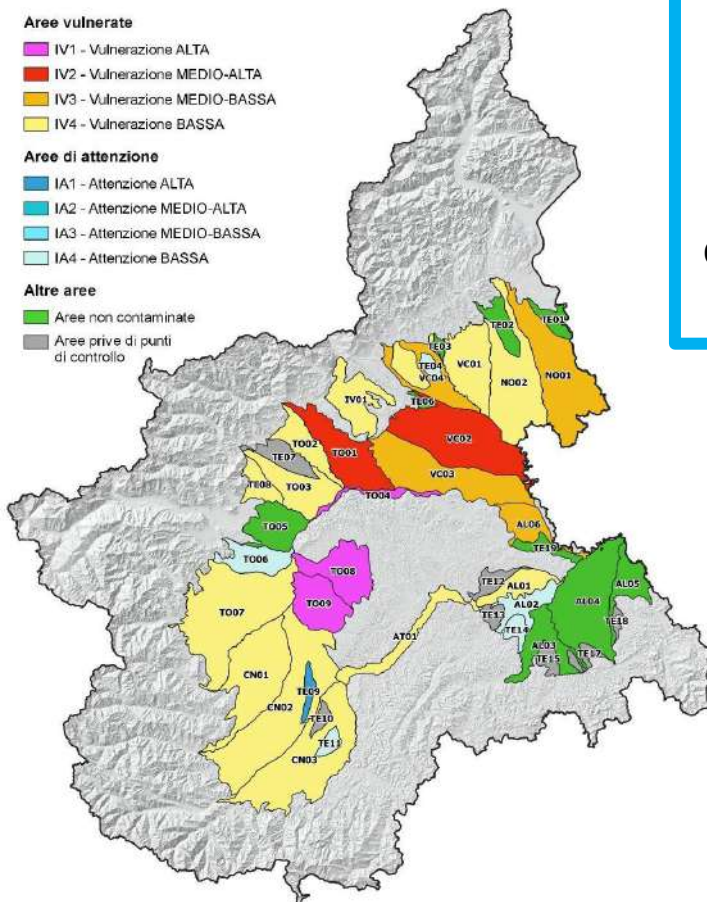 Aree vulnerate
IV1 - Vulnerazione ALTA
IV2 - Vulnerazione MEDIO-ALTA
IV3 - Vulnerazione MEDIO-BASSA
IV4 - Vulnerazione BASSA
Aree di attenzione
IA1 - Attenzione ALTA
IA2 - Attenzione MEDIO-ALTA
IA3 - Attenzione MEDIO-BASSA
IA4 - Attenzione BASSA
Altre aree
Aree non contaminate
Aree prive di punti
di controllo
TE02
TE01
TE03
VC01
TE04
VC04
NO01
NO02
IV01
VC02
TO02
TO01
TE07
VC03
TE08
TO03
TO04
TO05
AL06
TE19
TO06
TO08
TE12
AL01
AL05
AL04
AL02
TO09
TO07
TE13
TE18
TE14
AT01
AL03
TE17
TE15
CN01
TE09
CN02
TE10
TE11
CN03